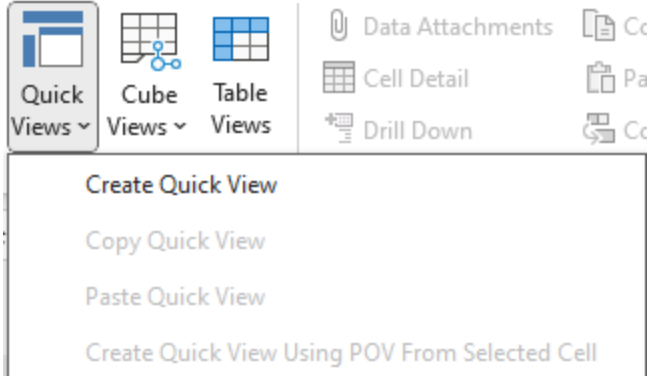 Quick Views
Cube Views
Table Views
Data Attachments
Cell Detail
Drill Down
Create Quick View
Copy Quick View
Paste Quick View
Create Quick View Using POV From Selected Cell